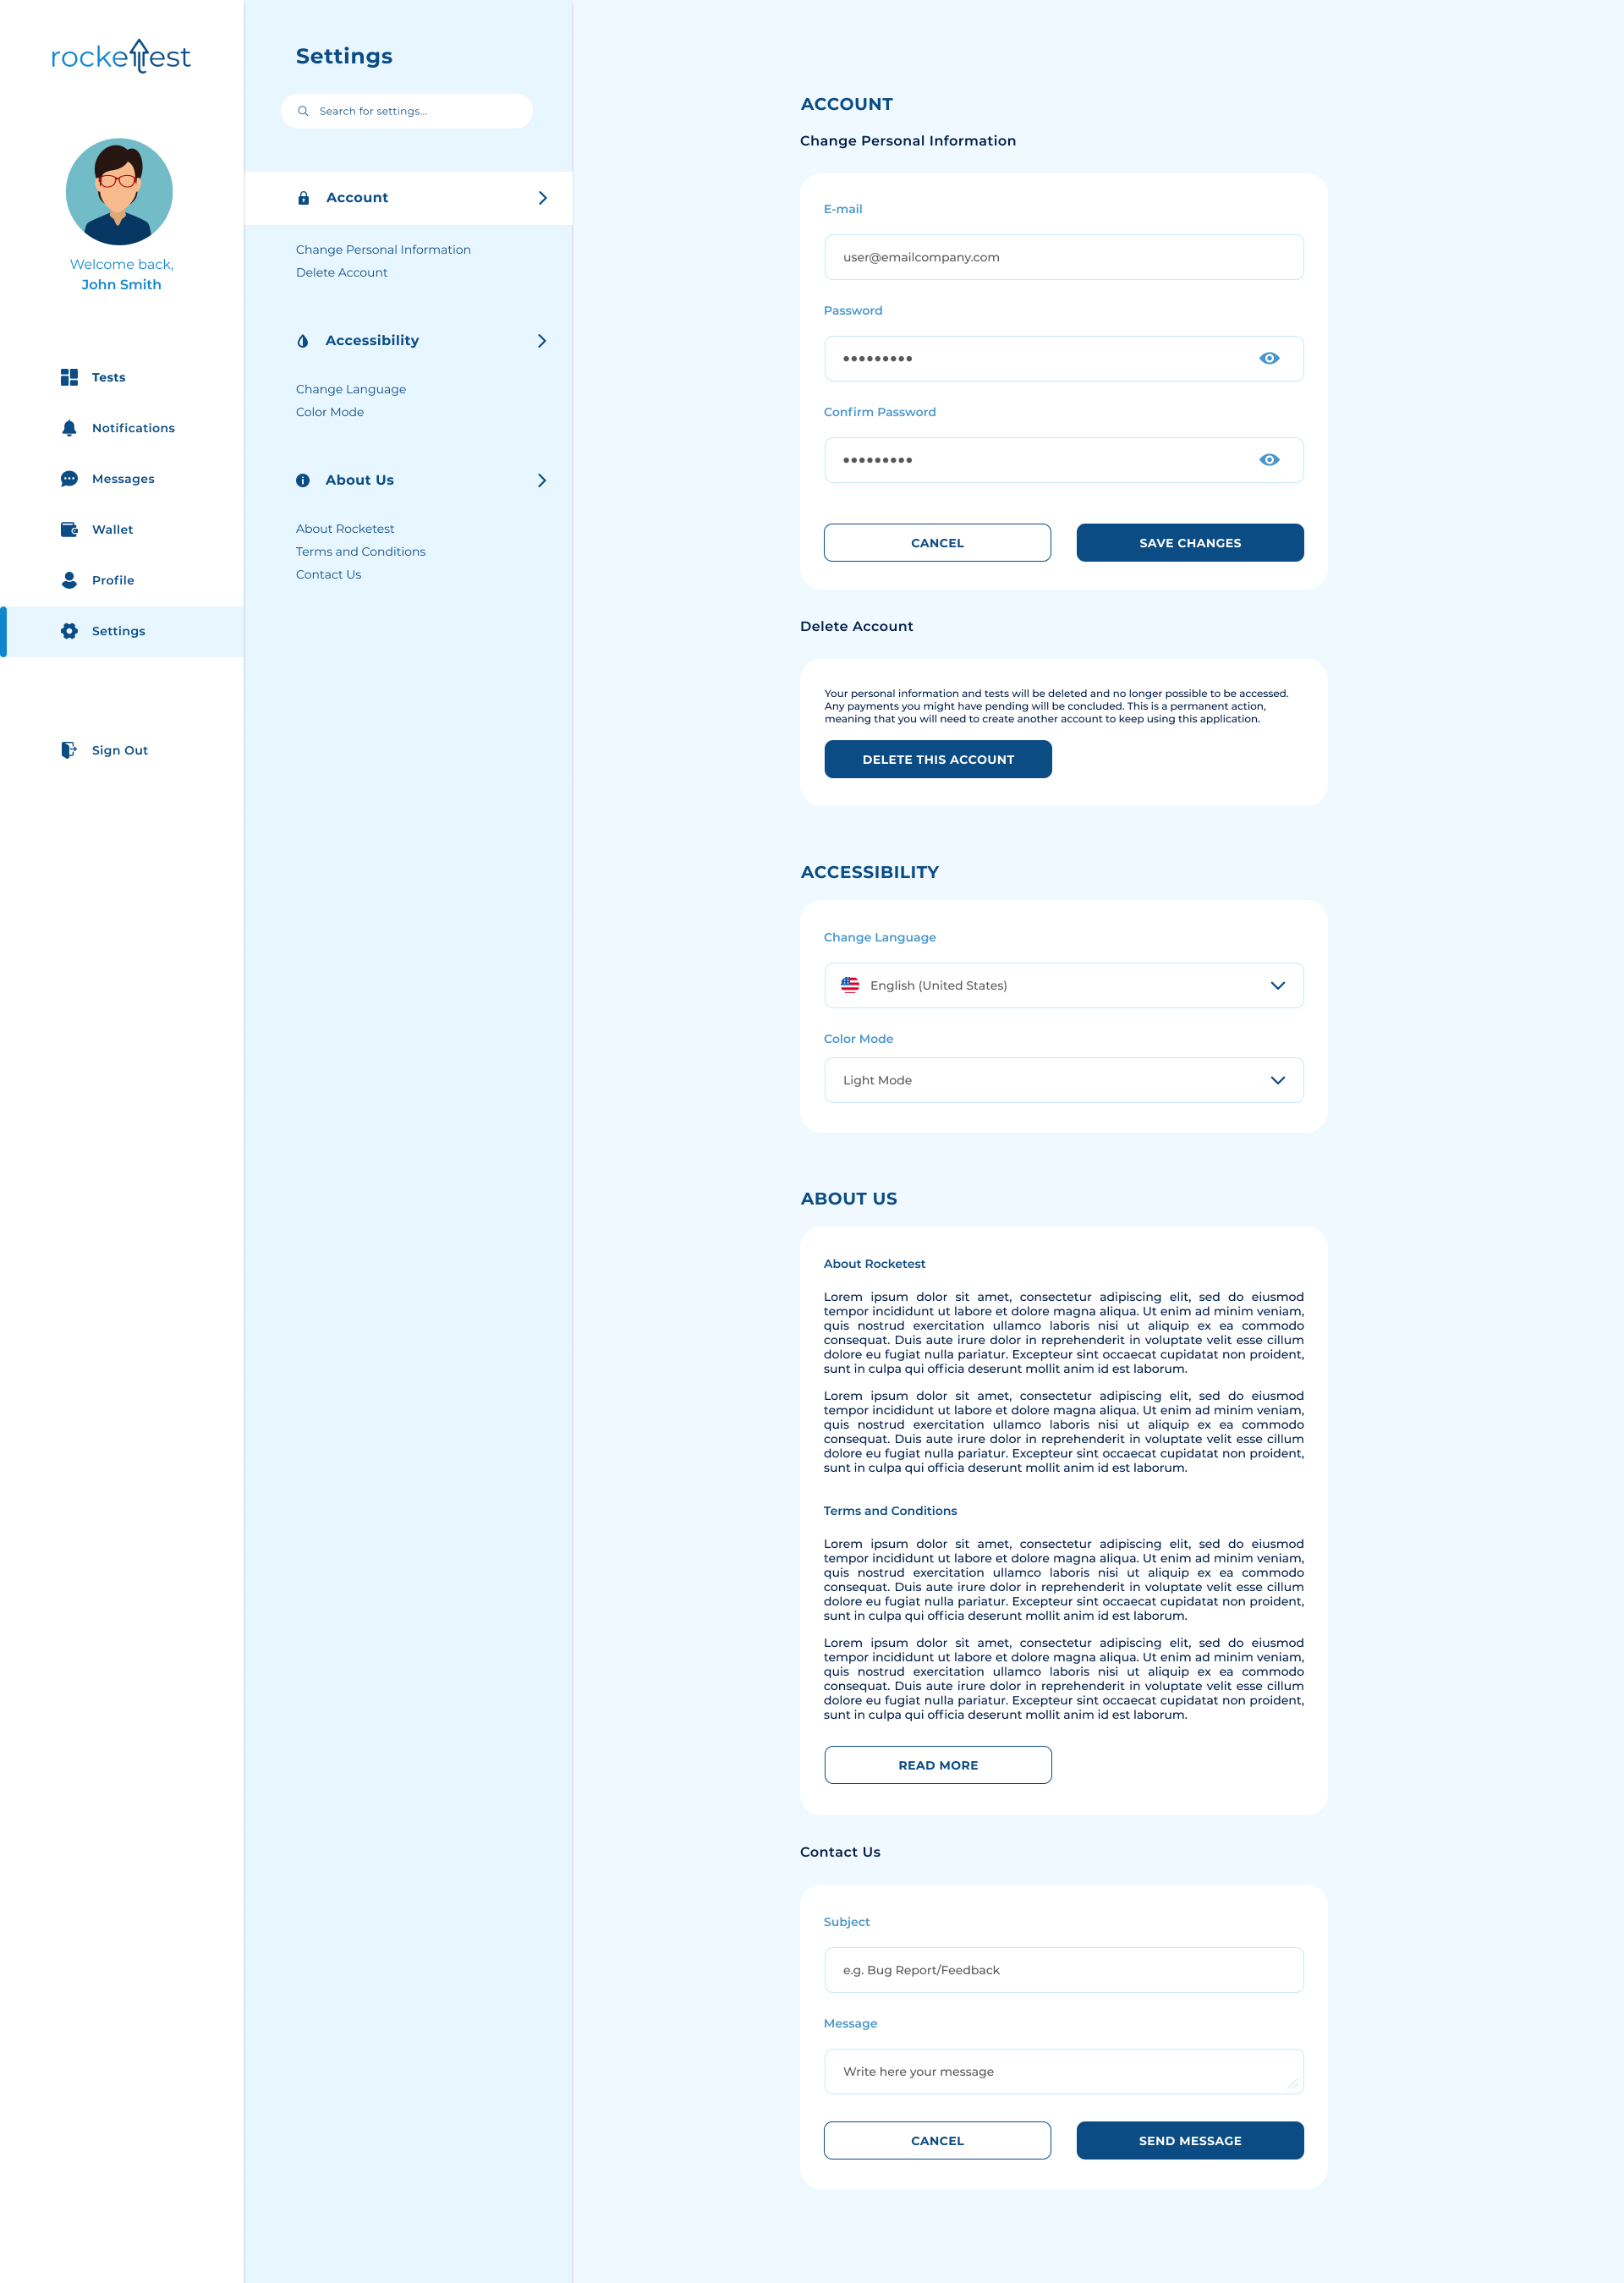 rockettest
Welcome back,
John Smith
Tests
Notifications
Messages
Wallet
Profile
Settings
Sign Out
Settings
Search for settings...
Account
Change Personal Information
Delete Account
Accessibility
Change Language
Color Mode
About Us
About Rocketest
Terms and Conditions
Contact Us
ACCOUNT
Change Personal Information
E-mail
user@emailcompany.com
Password
•••••••••
Confirm Password
•••••••••
CANCEL
SAVE CHANGES
Delete Account
Your personal information and tests will be deleted and no longer possible to be accessed.
Any payments you might have pending will be concluded. This is a permanent action,
meaning that you will need to create another account to keep using this application.
DELETE THIS ACCOUNT
ACCESSIBILITY
Change Language
English (United States)
Color Mode
Light Mode
ABOUT US
About Rocketest
Lorem ipsum dolor sit amet, consectetur adipiscing elit, sed do eiusmod
tempor incididunt ut labore et dolore magna aliqua. Ut enim ad minim veniam,
quis nostrud exercitation ullamco laboris nisi ut aliquip ex ea commodo
consequat. Duis aute irure dolor in reprehenderit in voluptate velit esse cillum
dolore eu fugiat nulla pariatur. Excepteur sint occaecat cupidatat non proident,
sunt in culpa qui officia deserunt mollit anim id est laborum.
Lorem ipsum dolor sit amet, consectetur adipiscing elit, sed do eiusmod
tempor incididunt ut labore et dolore magna aliqua. Ut enim ad minim veniam,
quis nostrud exercitation ullamco laboris nisi ut aliquip ex ea commodo
consequat. Duis aute irure dolor in reprehenderit in voluptate velit esse cillum
dolore eu fugiat nulla pariatur. Excepteur sint occaecat cupidatat non proident,
sunt in culpa qui officia deserunt mollit anim id est laborum.
Terms and Conditions
Lorem ipsum dolor sit amet, consectetur adipiscing elit, sed do eiusmod
tempor incididunt ut labore et dolore magna aliqua. Ut enim ad minim veniam,
quis nostrud exercitation ullamco laboris nisi ut aliquip ex ea commodo
consequat. Duis aute irure dolor in reprehenderit in voluptate velit esse cillum
dolore eu fugiat nulla pariatur. Excepteur sint occaecat cupidatat non proident,
sunt in culpa qui officia deserunt mollit anim id est laborum.
Lorem ipsum dolor sit amet, consectetur adipiscing elit, sed do eiusmod
tempor incididunt ut labore et dolore magna aliqua. Ut enim ad minim veniam,
quis nostrud exercitation ullamco laboris nisi ut aliquip ex ea commodo
consequat. Duis aute irure dolor in reprehenderit in voluptate velit esse cillum
dolore eu fugiat nulla pariatur. Excepteur sint occaecat cupidatat non proident,
sunt in culpa qui officia deserunt mollit anim id est laborum.
READ MORE
Contact Us
Subject
e.g. Bug Report/Feedback
Message
Write here your message
CANCEL
SEND MESSAGE